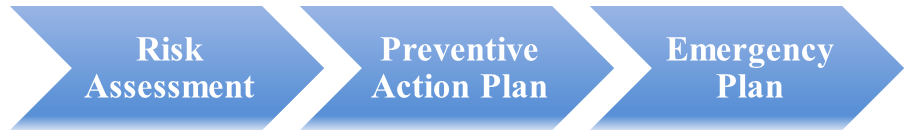 Risk
Assessment
Preventive
Action Plan
Emergency
Plan